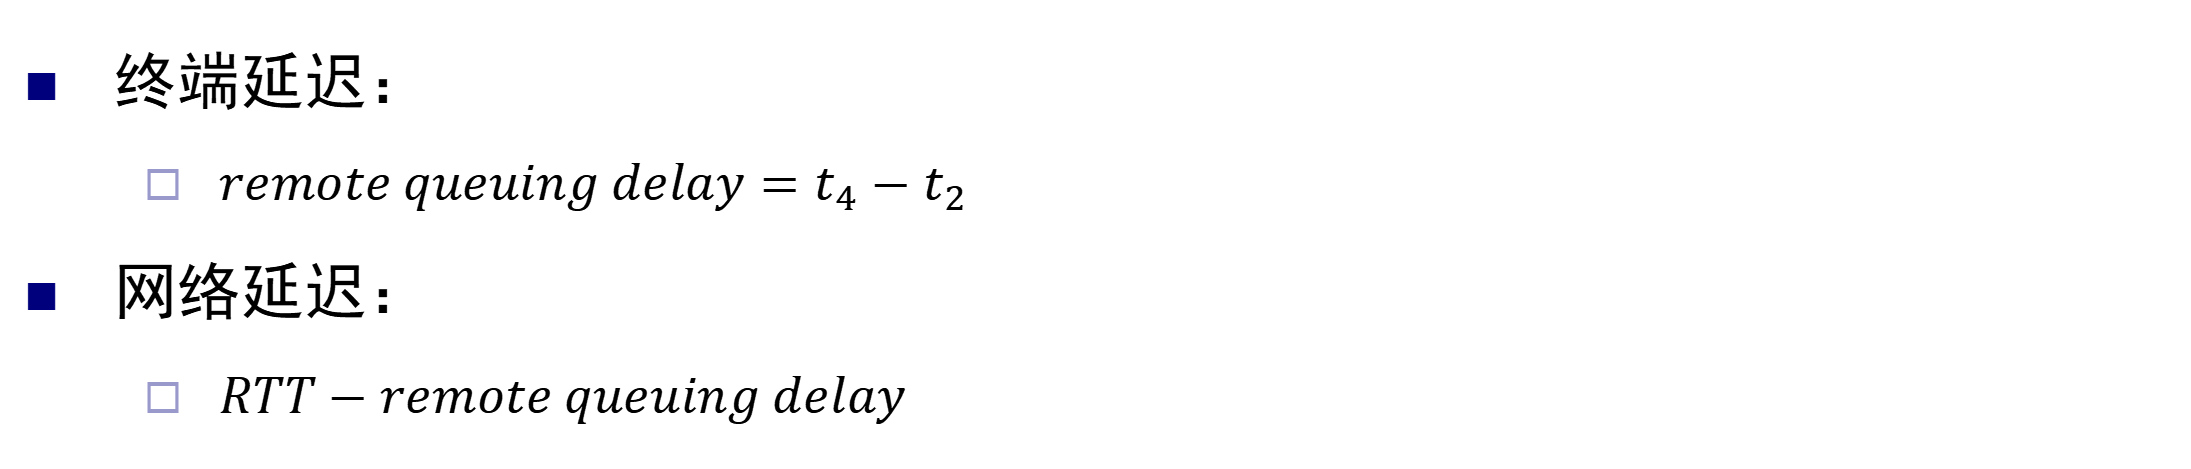 终端延迟：
remote queuing delay = t₄ − t₂
网络延迟：
RTT − remote queuing delay